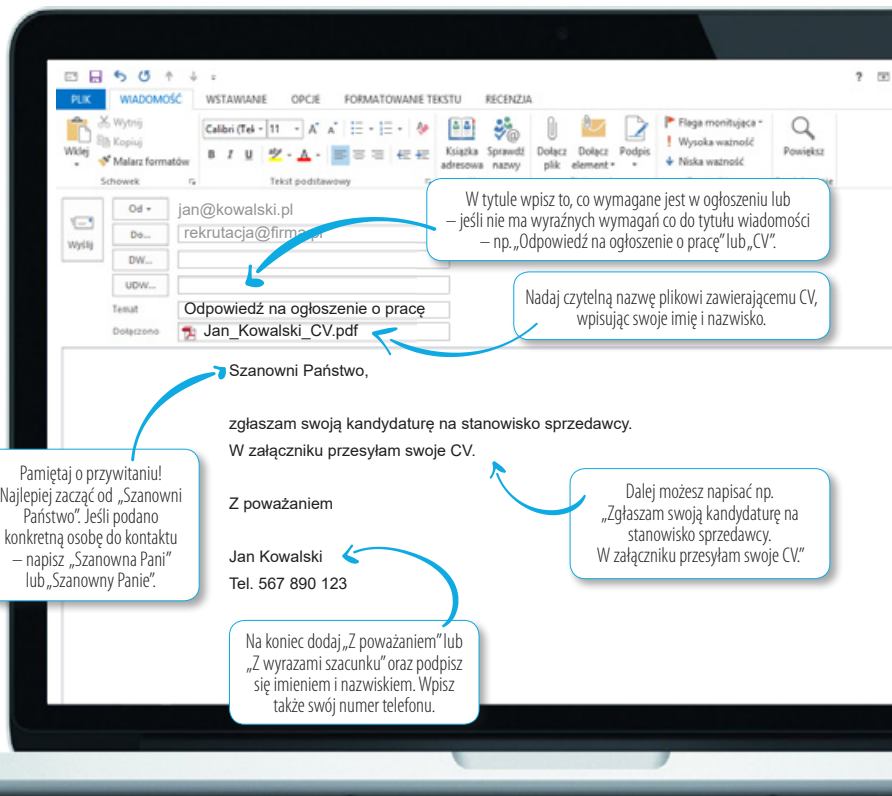 PLIK WIADOMOŚĆ WSTAWIANIE OPCJE FORMATOWANIE TEKSTU RECENZJA
?
Wklej
Wytnij
Kopiuj
Malarz formatów
Schowek
Calibri (Tek 11
B I U
Tekst podstawowy
Książka adresowa
Sprawdź nazwy
Dołącz plik
Dołącz element
Podpis
Flaga monitująca
Wysoka ważność
Niska ważność
Powiększ
Wyślij
Od jan@kowalski.pl
Do... rekrutacja@firma.pl
DW...
UDW...
Temat Odpowiedź na ogłoszenie o pracę
Dołączono Jan_Kowalski_CV.pdf
W tytule wpisz to, co wymagane jest w ogłoszeniu lub
– jeśli nie ma wyraźnych wymagań co do tytułu wiadomości
– np. „Odpowiedź na ogłoszenie o pracę” lub „CV”.
Nadaj czytelną nazwę plikowi zawierającemu CV,
wpisując swoje imię i nazwisko.
Szanowni Państwo,
zgłaszam swoją kandydaturę na stanowisko sprzedawcy.
W załączniku przesyłam swoje CV.
Z poważaniem
Jan Kowalski
Tel. 567 890 123
Pamiętaj o przywitaniu!
Najlepiej zacząć od „Szanowni
Państwo”. Jeśli podano
konkretną osobę do kontaktu
– napisz „Szanowna Pani”
lub „Szanowny Panie”.
Dalej możesz napisać np.
„Zgłaszam swoją kandydaturę na
stanowisko sprzedawcy.
W załączniku przesyłam swoje CV.”
Na koniec dodaj „Z poważaniem” lub
„Z wyrazami szacunku” oraz podpisz
się imieniem i nazwiskiem. Wpisz
także swój numer telefonu.